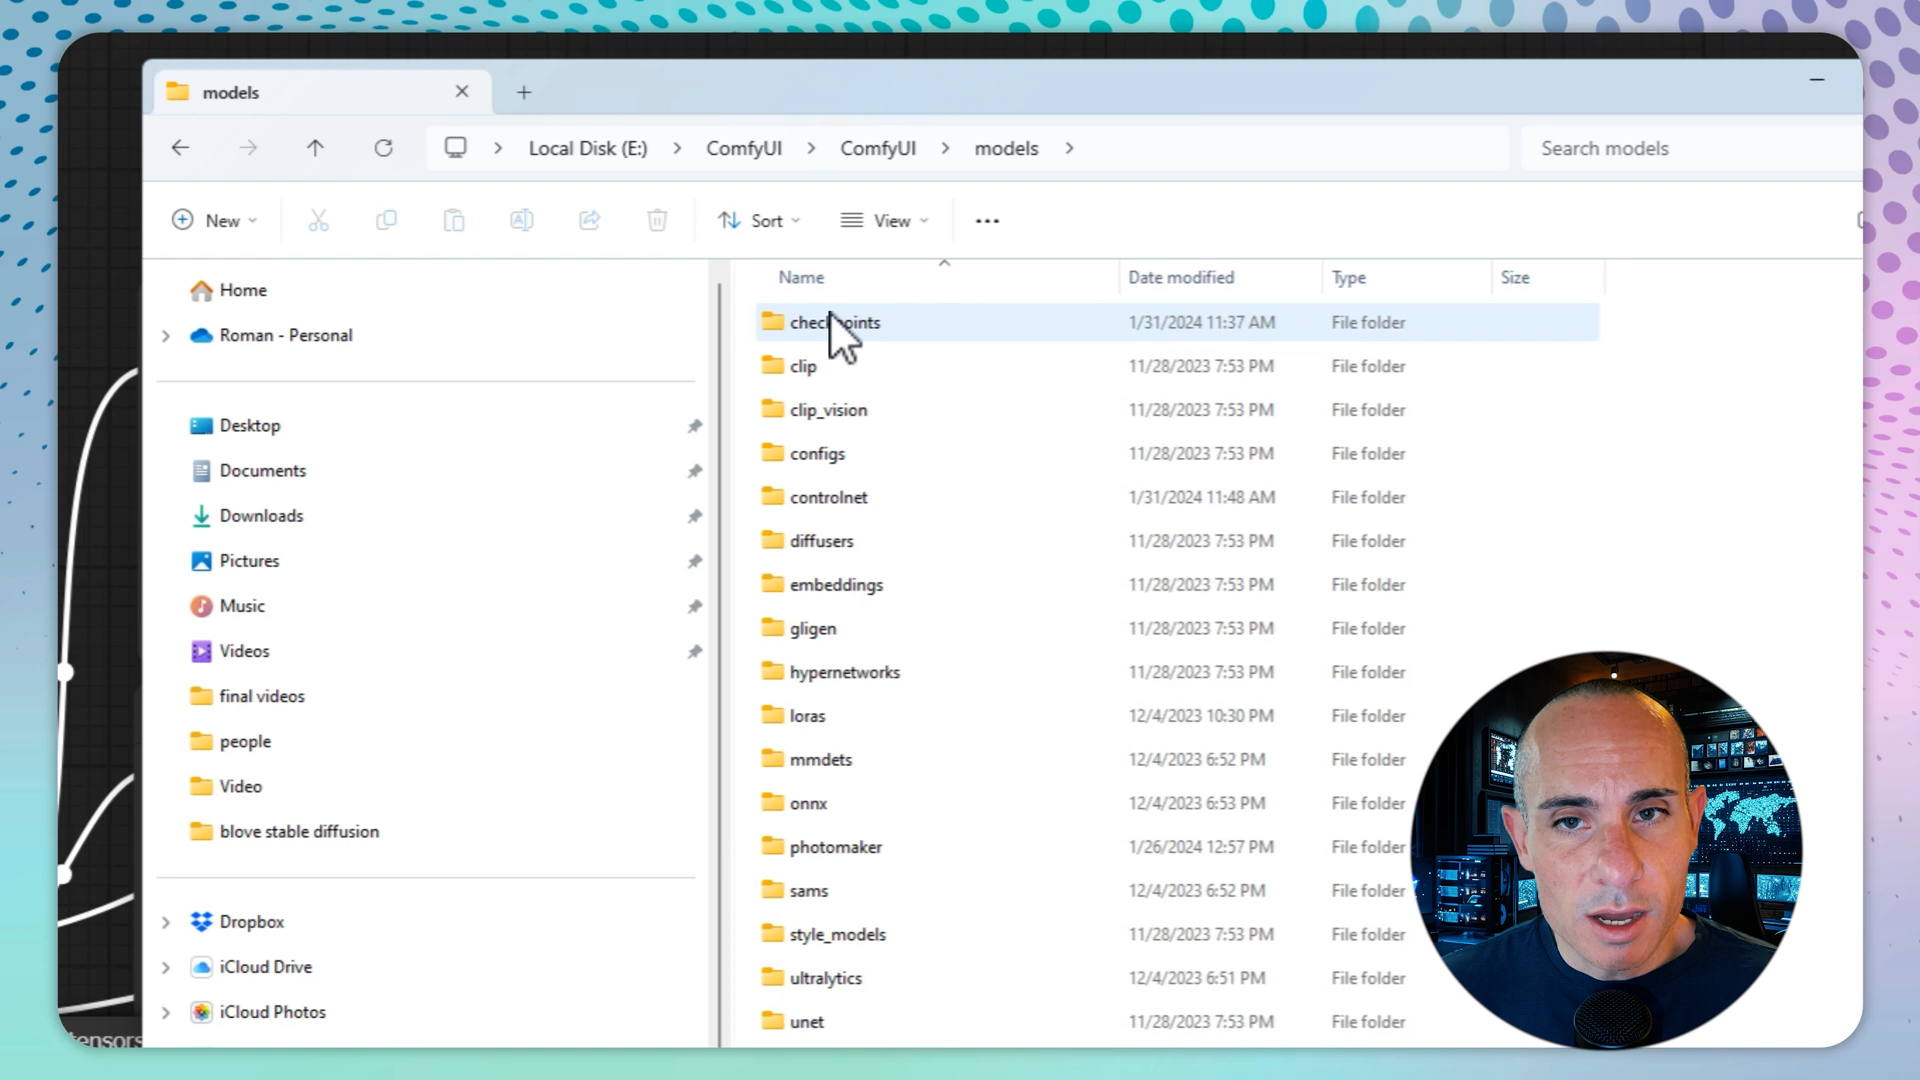 models
Local Disk (E:) ComfyUI ComfyUI models
Search models
New Sort View
Home
Roman - Personal
Desktop
Documents
Downloads
Pictures
Music
Videos
final videos
people
Video
blove stable diffusion
Dropbox
iCloud Drive
iCloud Photos
Name Date modified Type Size
checkpoints 1/31/2024 11:37 AM File folder
clip 11/28/2023 7:53 PM File folder
clip_vision 11/28/2023 7:53 PM File folder
configs 11/28/2023 7:53 PM File folder
controlnet 1/31/2024 11:48 AM File folder
diffusers 11/28/2023 7:53 PM File folder
embeddings 11/28/2023 7:53 PM File folder
gligen 11/28/2023 7:53 PM File folder
hypernetworks 11/28/2023 7:53 PM File folder
loras 12/4/2023 10:30 PM File folder
mmdets 12/4/2023 6:52 PM File folder
onnx 12/4/2023 6:53 PM File folder
photomaker 1/26/2024 12:57 PM File folder
sams 12/4/2023 6:52 PM File folder
style_models 11/28/2023 7:53 PM File folder
ultralytics 12/4/2023 6:51 PM File folder
unet 11/28/2023 7:53 PM File folder